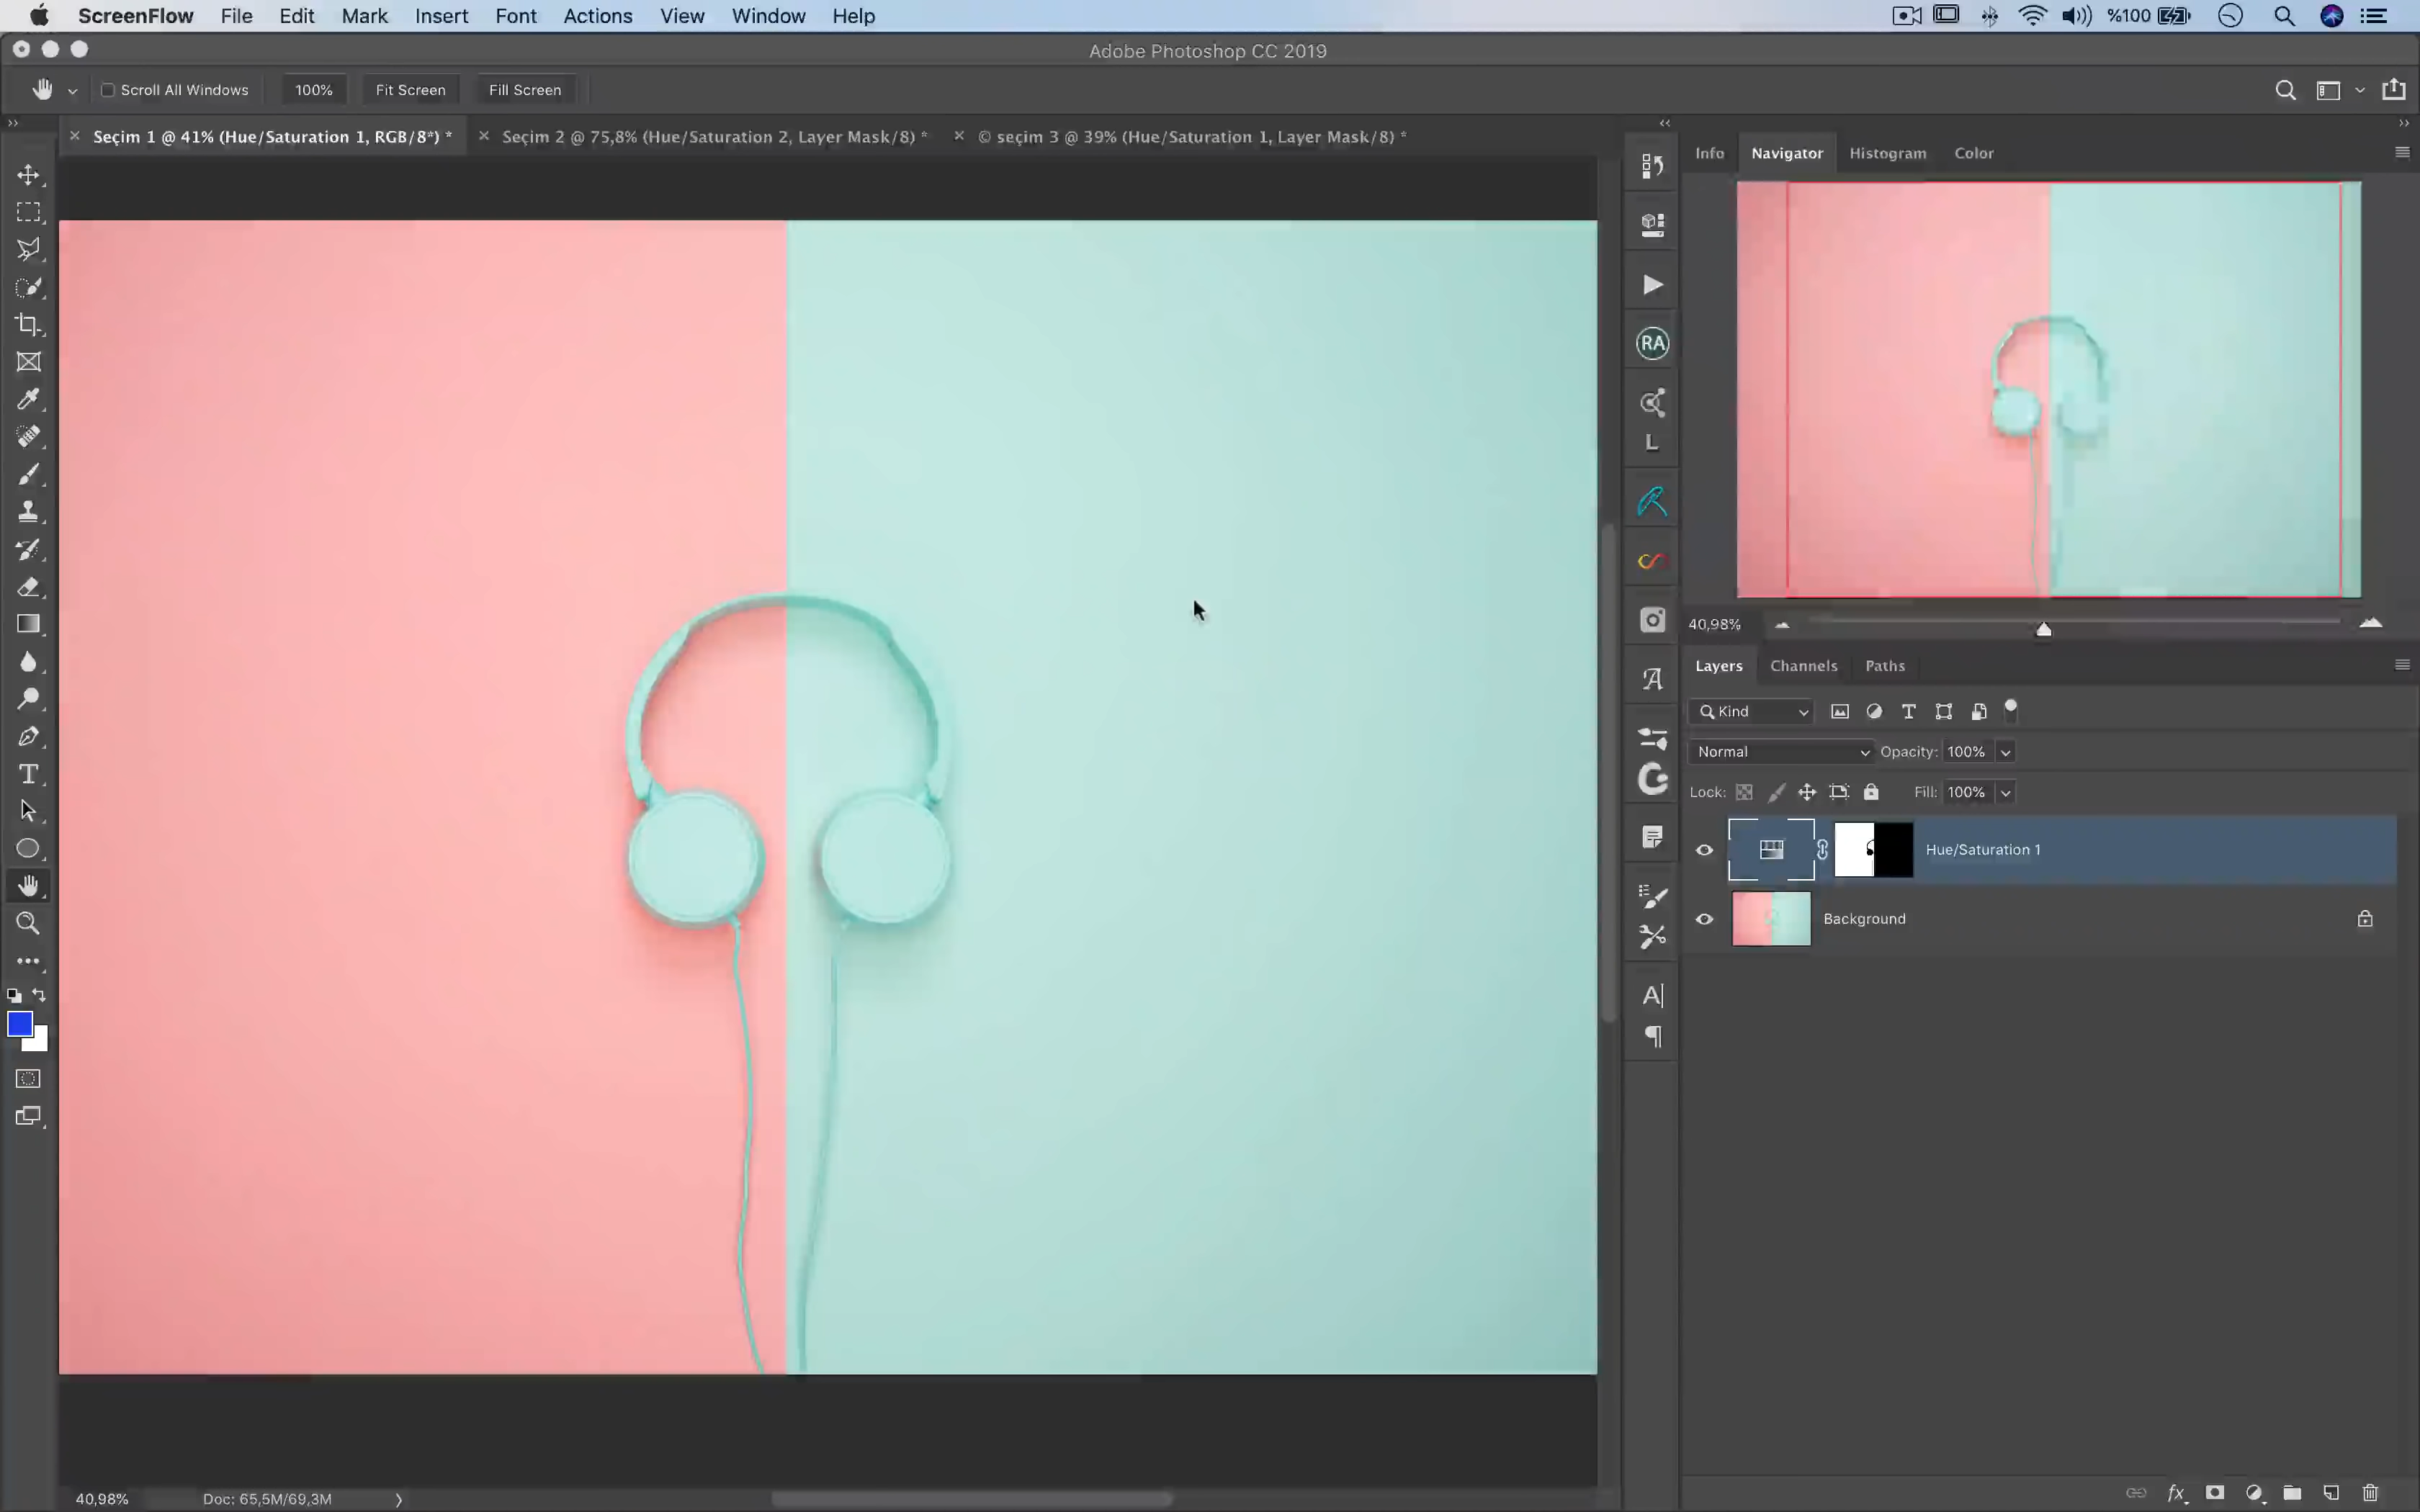 ScreenFlow File Edit Mark Insert Font Actions View Window Help %100
Adobe Photoshop CC 2019
Scroll All Windows 100% Fit Screen Fill Screen
Seçim 1 @ 41% (Hue/Saturation 1, RGB/8*) * Seçim 2 @ 75,8% (Hue/Saturation 2, Layer Mask/8) * © seçim 3 @ 39% (Hue/Saturation 1, Layer Mask/8) *
Info Navigator Histogram Color
RA
L
40,98%
Layers Channels Paths
Kind
Normal Opacity: 100%
Lock: Fill: 100%
Hue/Saturation 1
Background
40,98% Doc: 65,5M/69,3M
fx